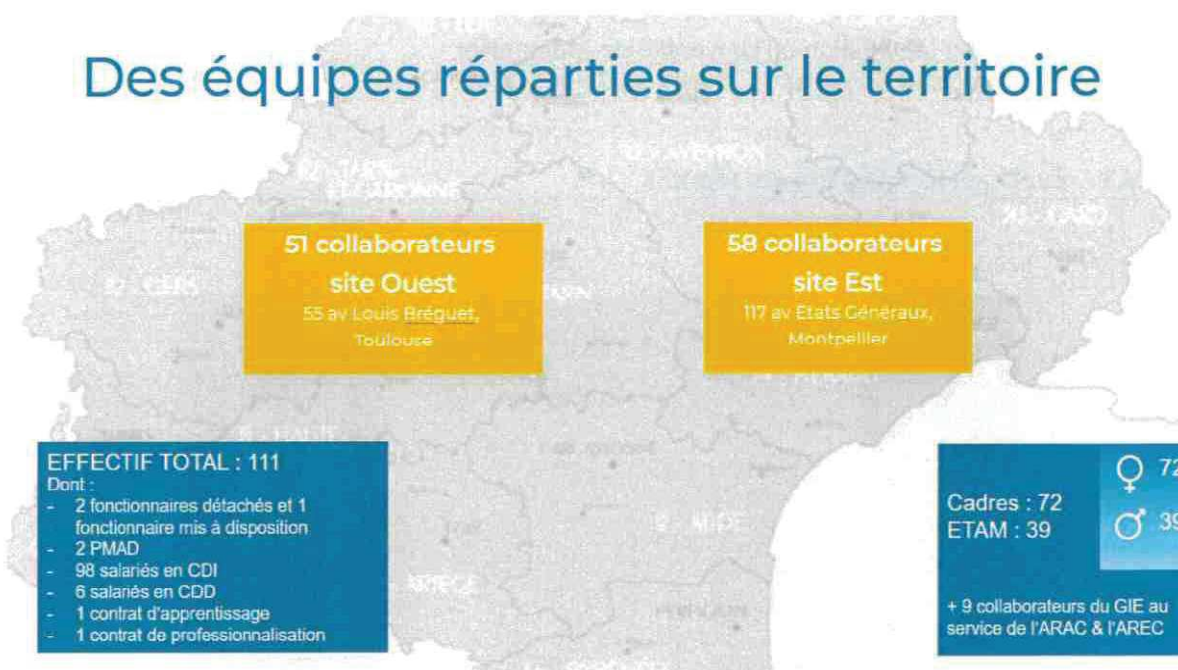 Des équipes réparties sur le territoire
51 collaborateurs
site Ouest
55 av Louis Bréguet,
Toulouse
58 collaborateurs
site Est
117 av Etats Généraux,
Montpellier
EFFECTIF TOTAL : 111
Dont :
- 2 fonctionnaires détachés et 1
fonctionnaire mis à disposition
- 2 PMAD
- 98 salariés en CDI
- 6 salariés en CDD
- 1 contrat d'apprentissage
- 1 contrat de professionnalisation
Cadres : 72
ETAM : 39
♀ 72
♂ 39
+ 9 collaborateurs du GIE au
service de l'ARAC & l'AREC